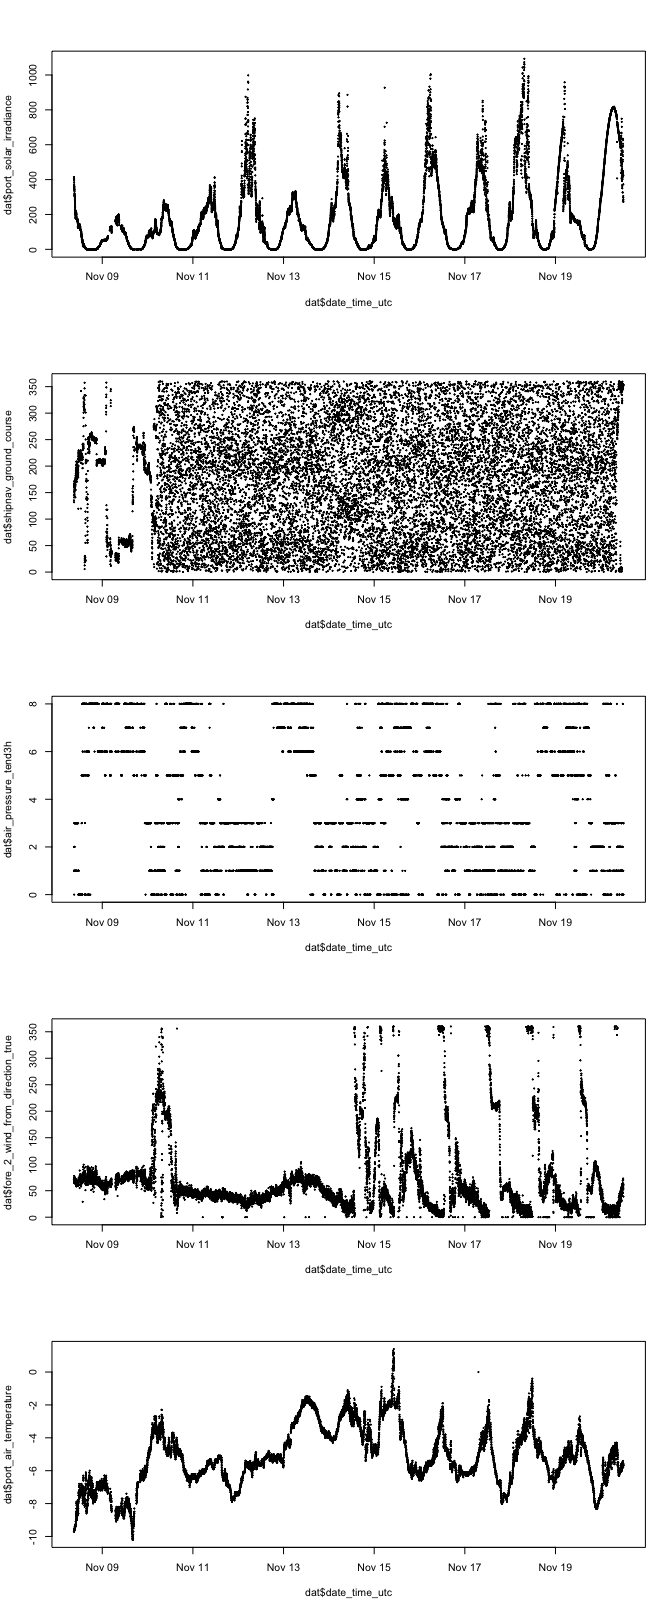 dat$port_solar_irradiance
0 200 400 600 800 1000
Nov 09 Nov 11 Nov 13 Nov 15 Nov 17 Nov 19
dat$date_time_utc
dat$shipnav_ground_course
0 50 100 150 200 250 300 350
Nov 09 Nov 11 Nov 13 Nov 15 Nov 17 Nov 19
dat$date_time_utc
dat$air_pressure_tend3h
0 2 4 6 8
Nov 09 Nov 11 Nov 13 Nov 15 Nov 17 Nov 19
dat$date_time_utc
dat$fore_2_wind_from_direction_true
0 50 100 150 200 250 300 350
Nov 09 Nov 11 Nov 13 Nov 15 Nov 17 Nov 19
dat$date_time_utc
dat$port_air_temperature
-10 -8 -6 -4 -2 0
Nov 09 Nov 11 Nov 13 Nov 15 Nov 17 Nov 19
dat$date_time_utc